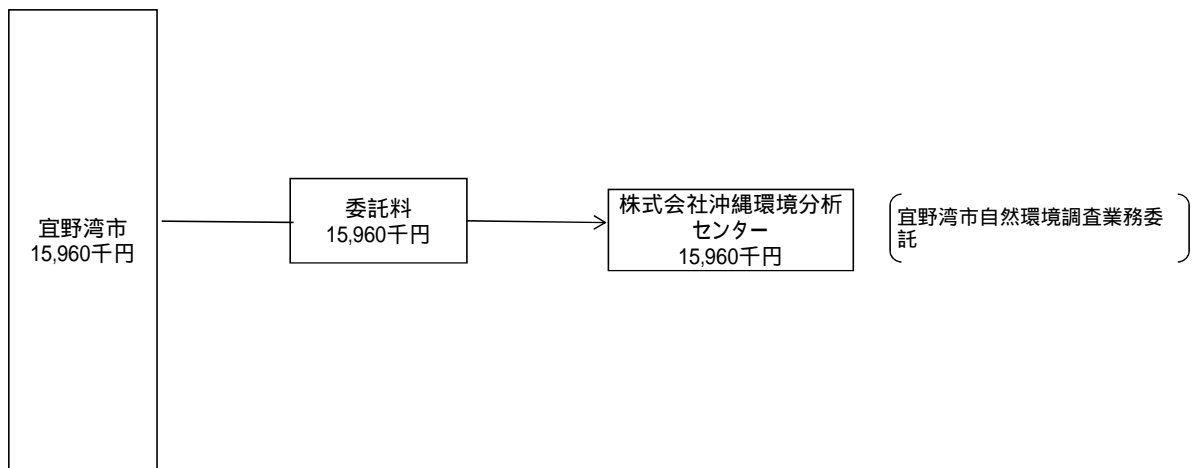 宜野湾市
15,960千円
委託料
15,960千円
株式会社沖縄環境分析
センター
15,960千円
宜野湾市自然環境調査業務委
託